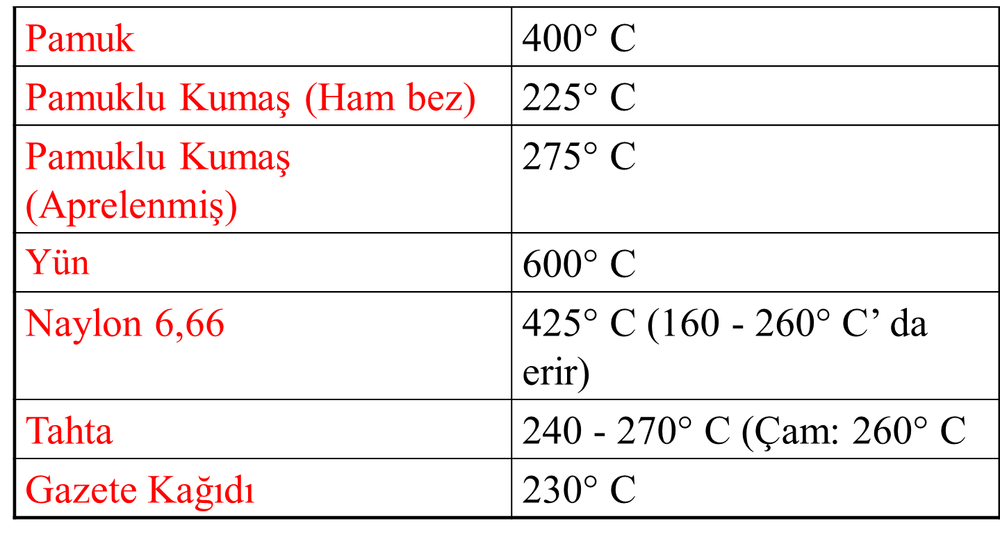 Pamuk 400° C
Pamuklu Kumaş (Ham bez) 225° C
Pamuklu Kumaş 275° C
(Aprelenmiş)
Yün 600° C
Naylon 6,66 425° C (160 - 260° C’ da
erir)
Tahta 240 - 270° C (Çam: 260° C
Gazete Kağıdı 230° C